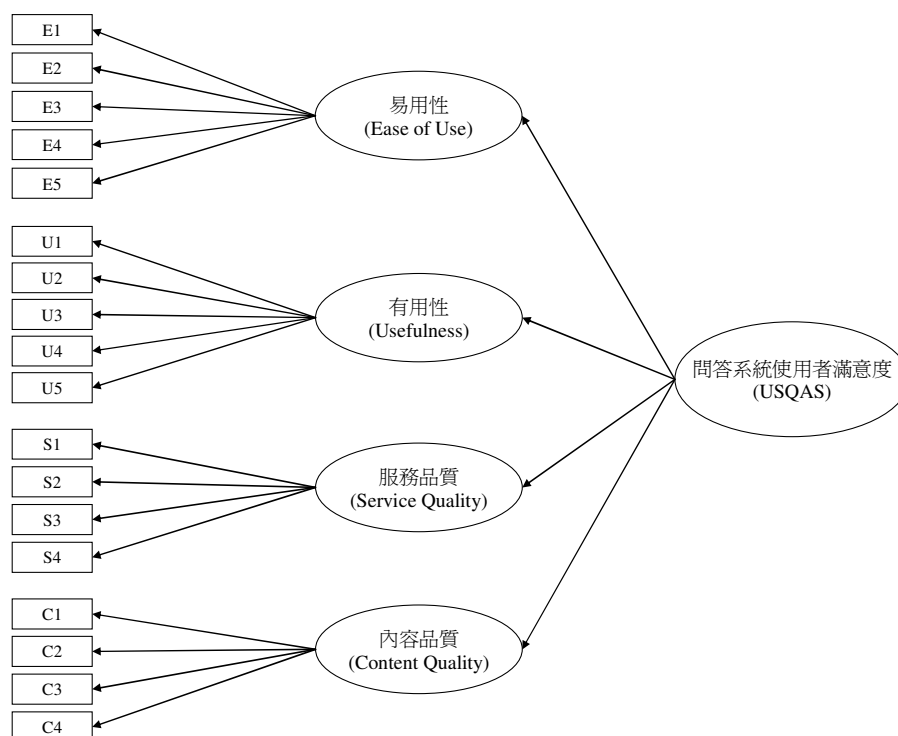 E1
E2
E3
E4
E5
易用性
(Ease of Use)
U1
U2
U3
U4
U5
有用性
(Usefulness)
問答系統使用者滿意度
(USQAS)
S1
S2
S3
S4
服務品質
(Service Quality)
C1
C2
C3
C4
內容品質
(Content Quality)